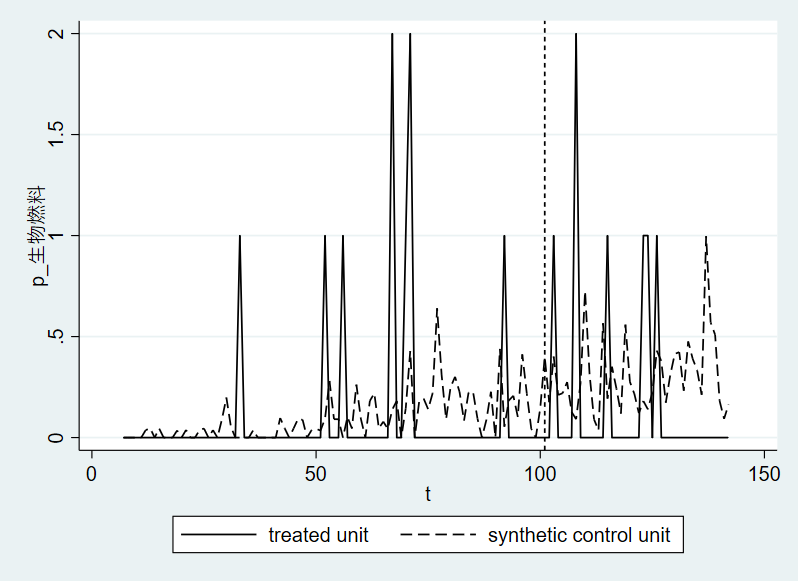 2
1.5
1
.5
0
p_生物燃料
0
50
100
150
t
treated unit
synthetic control unit